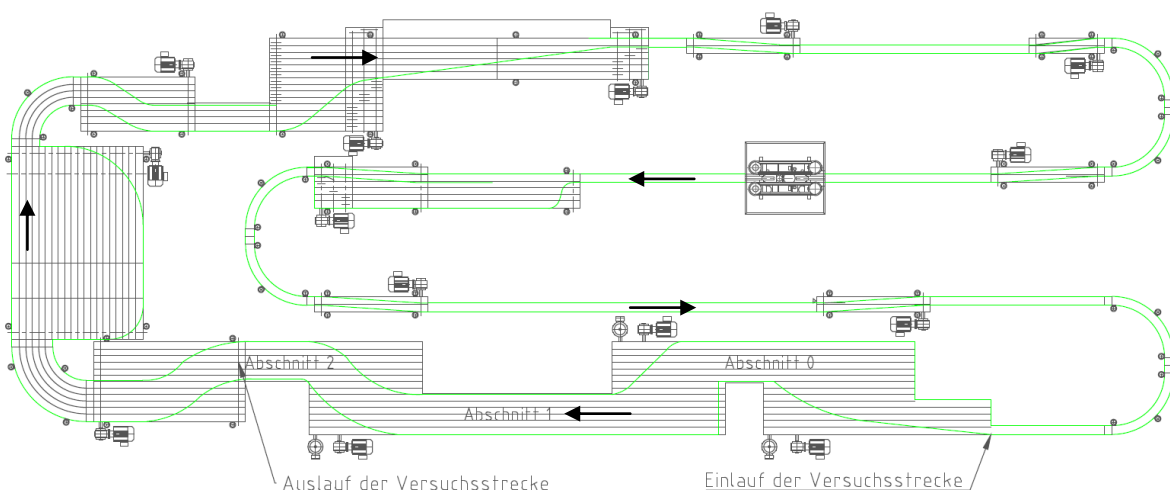 Abschnitt 2
Abschnitt 0
Abschnitt 1
Auslauf der Versuchsstrecke
Einlauf der Versuchsstrecke